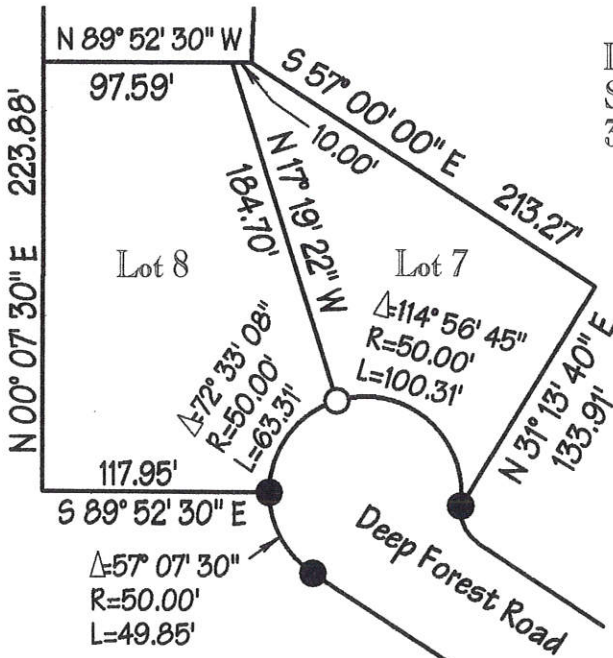 N 89° 52' 30" W
97.59'
S 57° 00' 00" E
213.27'
10.00'
N 00° 07' 30" E 223.88'
N 17° 19' 22" W
184.70'
Lot 8
Lot 7
Δ=114° 56' 45"
R=50.00'
L=100.31'
Δ=72° 33' 08"
R=50.00'
L=63.31'
N 31° 13' 40" E
133.91'
117.95'
S 89° 52' 30" E
Deep Forest Road
Δ=57° 07' 30"
R=50.00'
L=49.85'